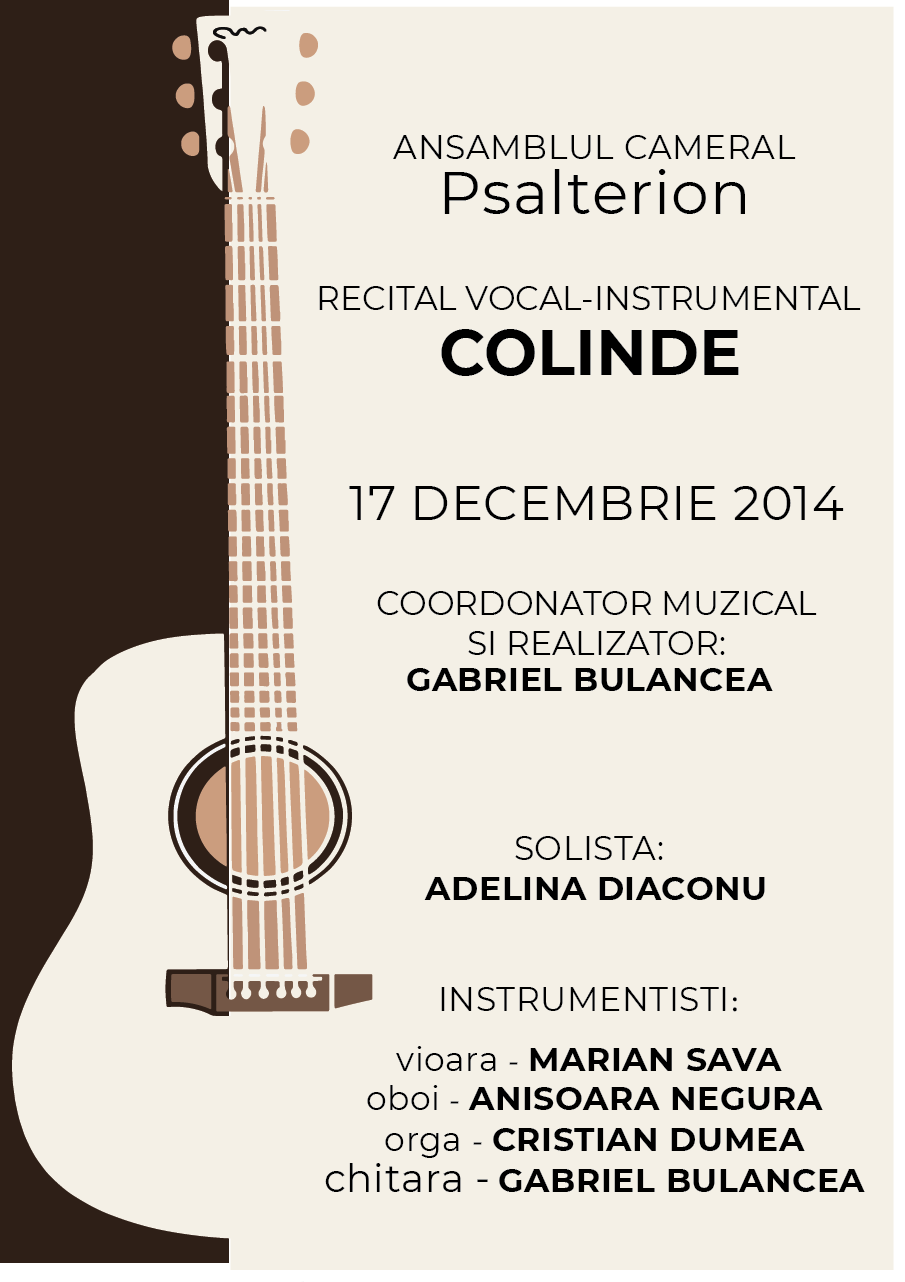 ANSAMBLUL CAMERAL
Psalterion
RECITAL VOCAL-INSTRUMENTAL
COLINDE
17 DECEMBRIE 2014
COORDONATOR MUZICAL
SI REALIZATOR:
GABRIEL BULANCEA
SOLISTA:
ADELINA DIACONU
INSTRUMENTISTI:
vioara - MARIAN SAVA
oboi - ANISOARA NEGURA
orga - CRISTIAN DUMEA
chitara - GABRIEL BULANCEA